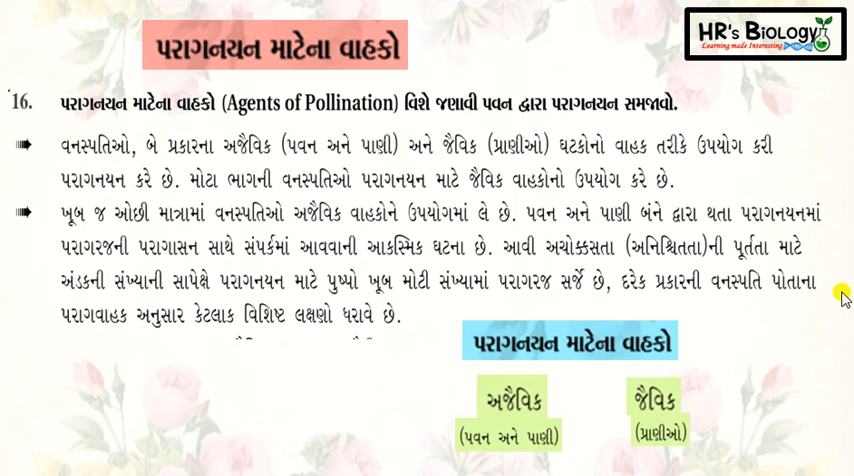 પરાગનયન માટેના વાહકો
HR's Biology
Learning made Interesting
16. પરાગનયન માટેના વાહકો (Agents of Pollination) વિશે જણાવી પવન દ્વારા પરાગનયન સમજાવો.
વનસ્પતિઓ, બે પ્રકારના અજૈવિક (પવન અને પાણી) અને જૈવિક (પ્રાણીઓ) ઘટકોનો વાહક તરીકે ઉપયોગ કરી
પરાગનયન કરે છે. મોટા ભાગની વનસ્પતિઓ પરાગનયન માટે જૈવિક વાહકોનો ઉપયોગ કરે છે.
ખૂબ જ ઓછી માત્રામાં વનસ્પતિઓ અજૈવિક વાહકોને ઉપયોગમાં લે છે. પવન અને પાણી બંને દ્વારા થતા પરાગનયનમાં
પરાગરજની પરાગાસન સાથે સંપર્કમાં આવવાની આકસ્મિક ઘટના છે. આવી અચોક્કસતા (અનિશ્ચિતતા)ની પૂર્તતા માટે
અંડકની સંખ્યાની સાપેક્ષે પરાગનયન માટે પુષ્પો ખૂબ મોટી સંખ્યામાં પરાગરજ સર્જે છે, દરેક પ્રકારની વનસ્પતિ પોતાના
પરાગવાહક અનુસાર કેટલાક વિશિષ્ટ લક્ષણો ધરાવે છે.
પરાગનયન માટેના વાહકો
અજૈવિક
જૈવિક
(પવન અને પાણી)
(પ્રાણીઓ)